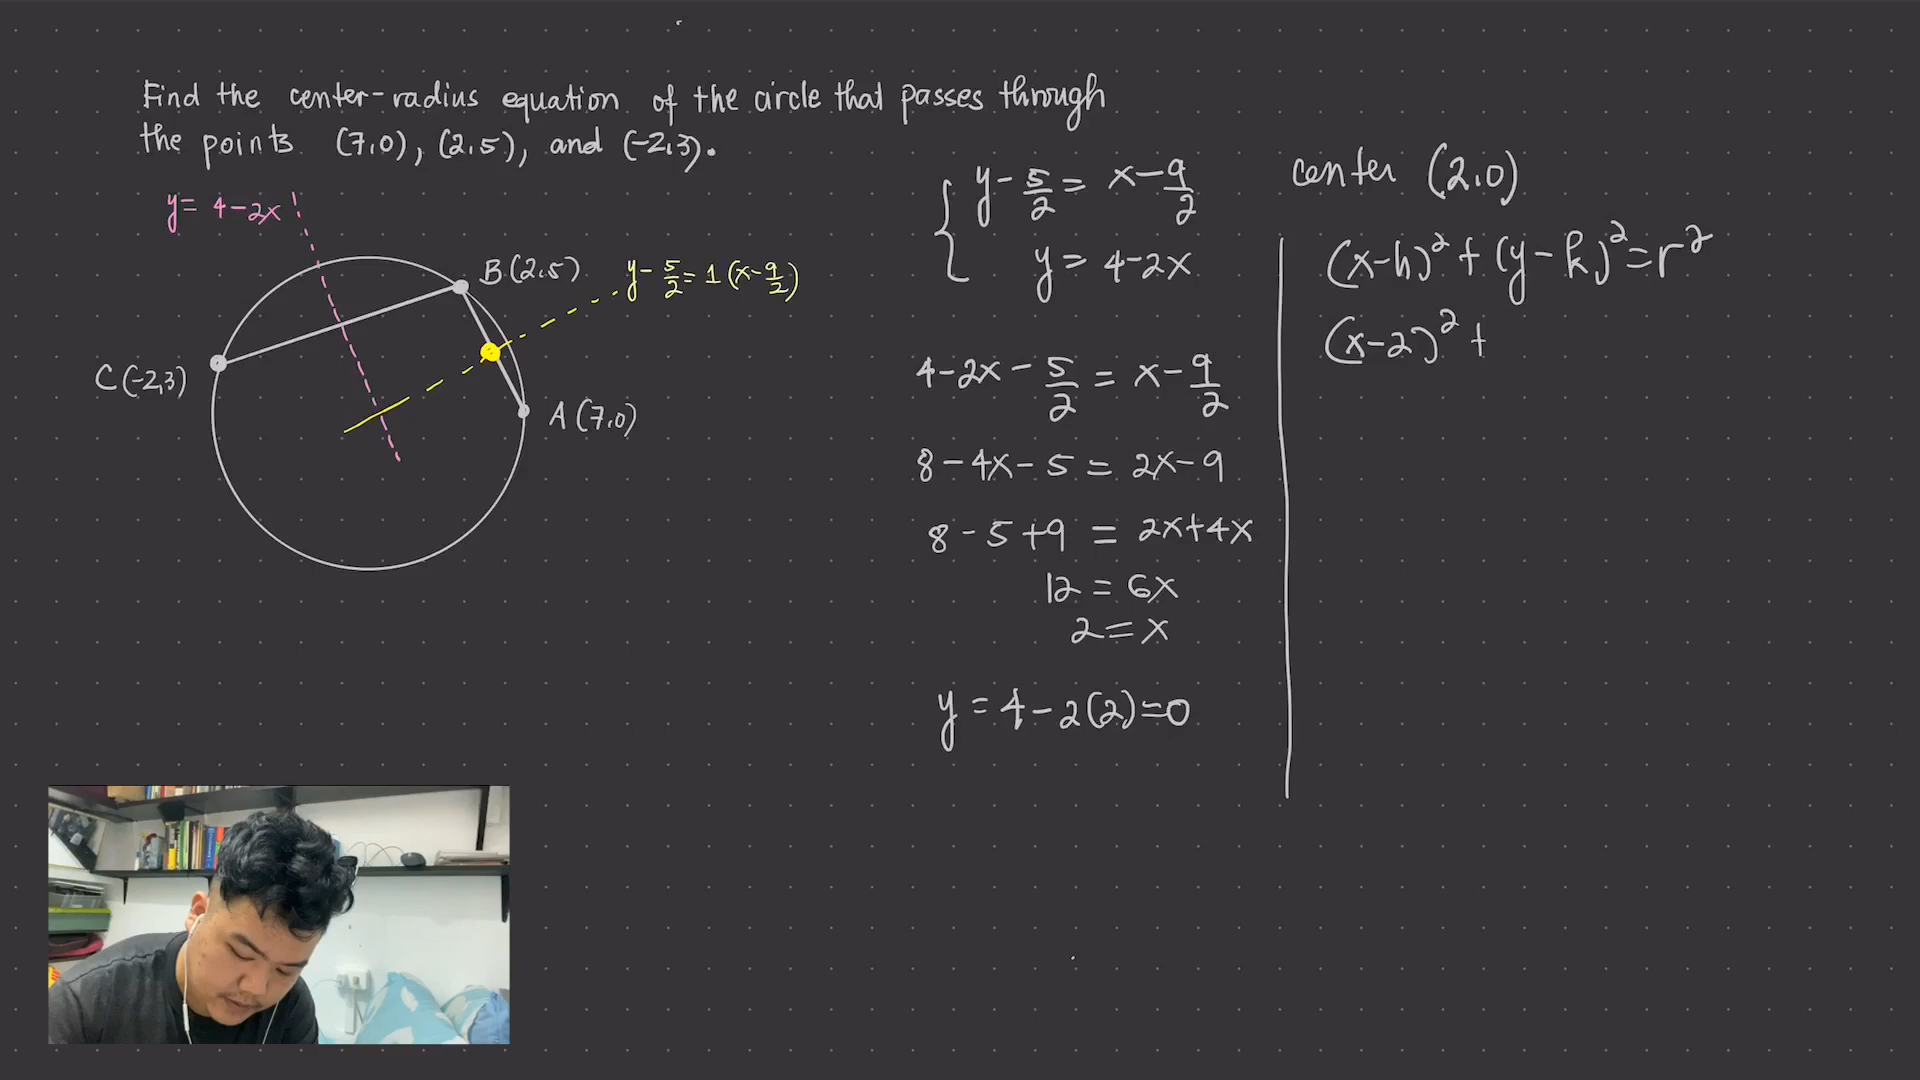 Find the center-radius equation of the circle that passes through
the points (7,0), (2,5), and (-2,3).
y = 4-2x
B (2,5)
y - 5/2 = 1 (x - 9/2)
C (-2,3)
A (7,0)
y - 5/2 = x - 9/2
y = 4-2x
4-2x - 5/2 = x - 9/2
8 - 4x - 5 = 2x - 9
8 - 5 + 9 = 2x+4x
12 = 6x
2 = x
y = 4 - 2(2) = 0
center (2,0)
(x-h)² + (y-k)² = r²
(x-2)² +